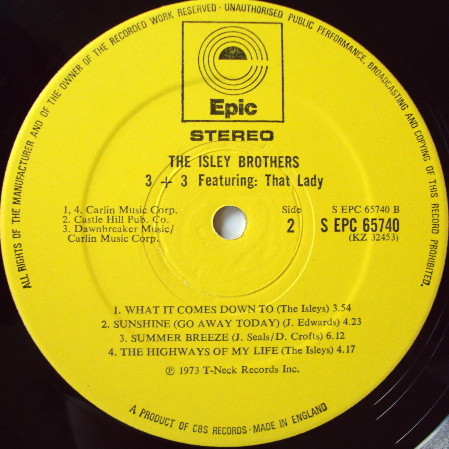 ALL RIGHTS OF THE MANUFACTURER AND OF THE OWNER OF THE RECORDED WORK RESERVED · UNAUTHORISED PUBLIC PERFORMANCE, BROADCASTING AND COPYING OF THIS RECORD PROHIBITED.
Epic
STEREO
THE ISLEY BROTHERS
3 + 3 Featuring: That Lady
1, 4. Carlin Music Corp.
2. Castle Hill Pub. Co.
3. Dawnbreaker Music/
Carlin Music Corp.
Side
2
S EPC 65740 B
S EPC 65740
(KZ 32453)
1. WHAT IT COMES DOWN TO (The Isleys) 3.54
2. SUNSHINE (GO AWAY TODAY) (J. Edwards) 4.23
3. SUMMER BREEZE (J. Seals/D. Crofts) 6.12
4. THE HIGHWAYS OF MY LIFE (The Isleys) 4.17
℗ 1973 T-Neck Records Inc.
A PRODUCT OF CBS RECORDS · MADE IN ENGLAND